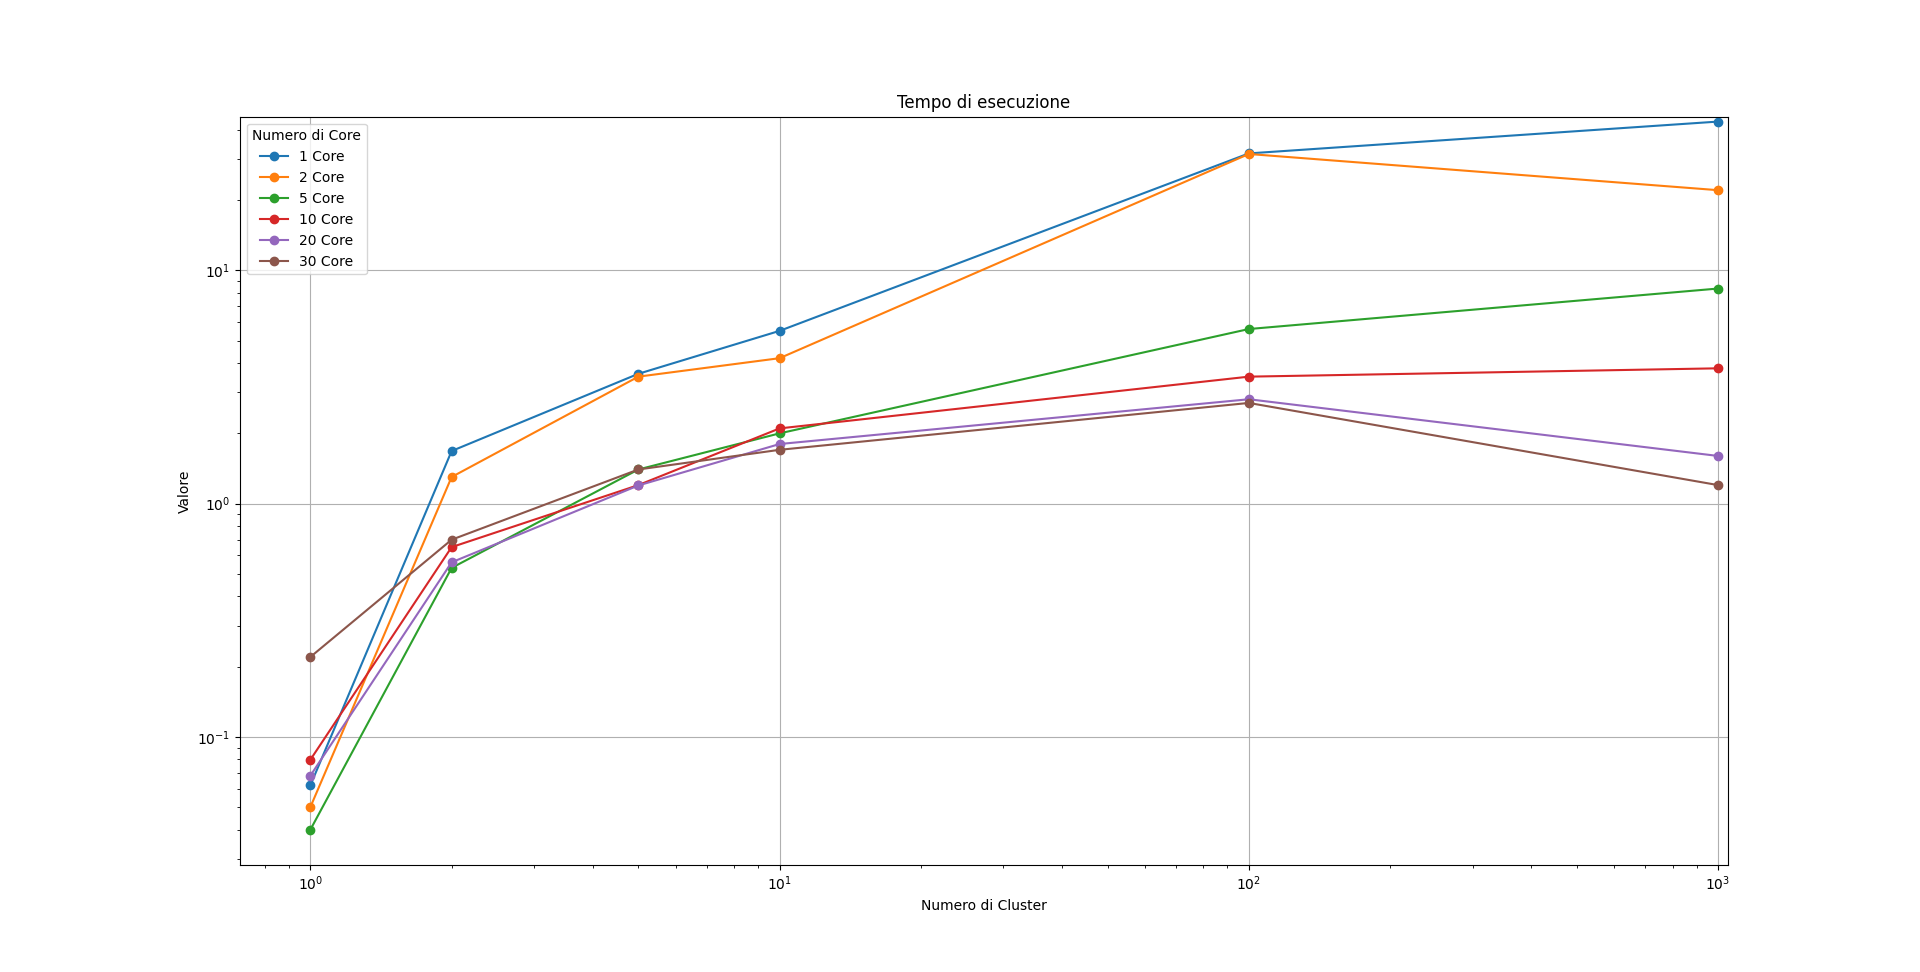 Tempo di esecuzione
Numero di Core
1 Core
2 Core
5 Core
10 Core
20 Core
30 Core
Valore
10¹
10⁰
10⁻¹
10⁰ 10¹ 10² 10³
Numero di Cluster